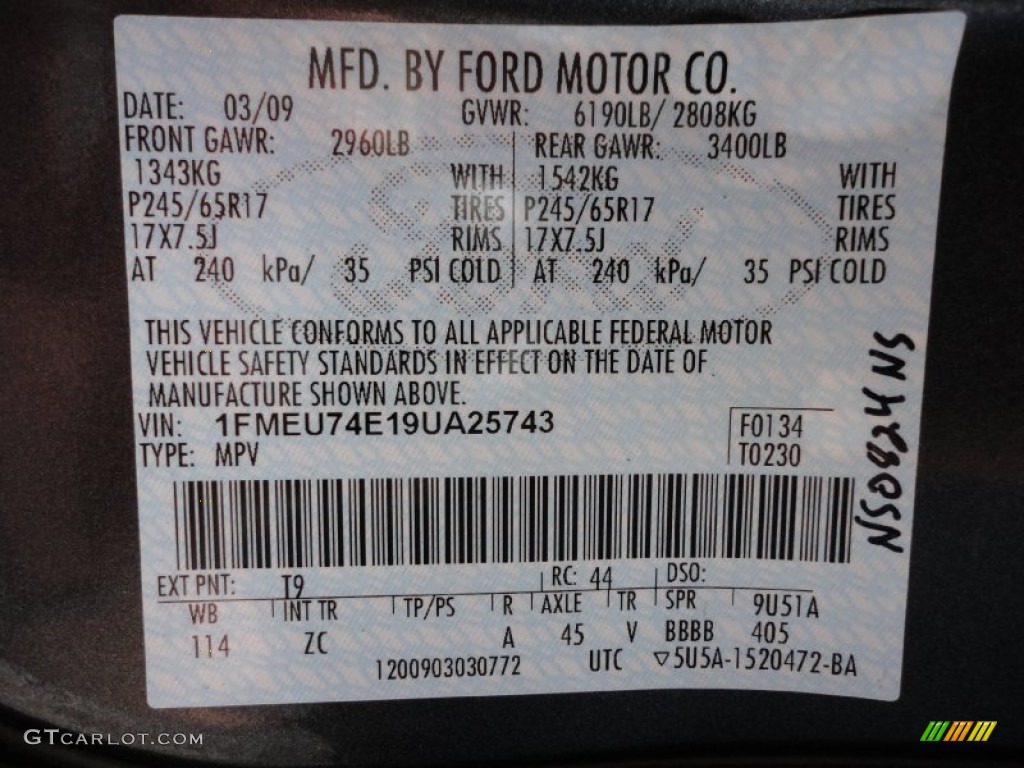 MFD. BY FORD MOTOR CO.
DATE: 03/09 GVWR: 6190LB/ 2808KG
FRONT GAWR: 2960LB REAR GAWR: 3400LB
1343KG WITH 1542KG WITH
P245/65R17 TIRES P245/65R17 TIRES
17X7.5J RIMS 17X7.5J RIMS
AT 240 kPa/ 35 PSI COLD AT 240 kPa/ 35 PSI COLD
THIS VEHICLE CONFORMS TO ALL APPLICABLE FEDERAL MOTOR
VEHICLE SAFETY STANDARDS IN EFFECT ON THE DATE OF
MANUFACTURE SHOWN ABOVE.
VIN: 1FMEU74E19UA25743 F0134
TYPE: MPV T0230
NS0824NS
EXT PNT: T9 RC: 44 DSO:
WB INT TR TP/PS R AXLE TR SPR 9U51A
114 ZC A 45 V BBBB 405
1200903030772 UTC ▽5U5A-1520472-BA
GTCARLOT.COM